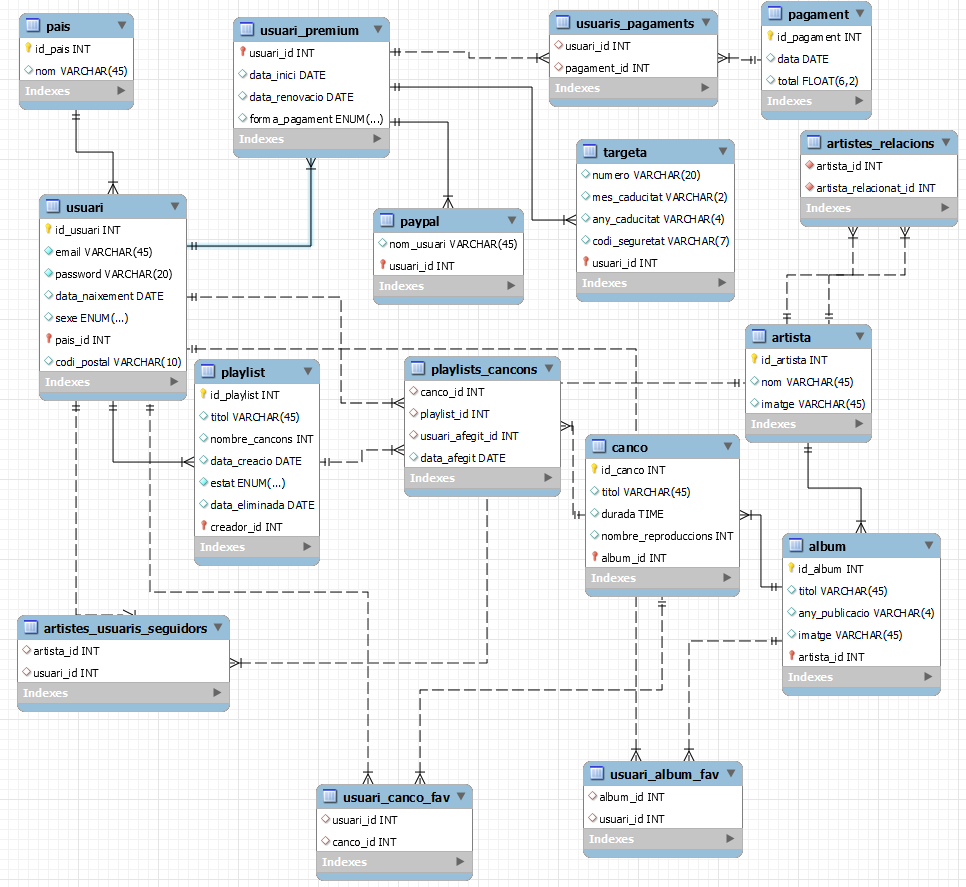 pais
id_pais INT
nom VARCHAR(45)
Indexes
usuari_premium
usuari_id INT
data_inici DATE
data_renovacio DATE
forma_pagament ENUM(...)
Indexes
usuaris_pagaments
usuari_id INT
pagament_id INT
Indexes
pagament
id_pagament INT
data DATE
total FLOAT(6,2)
Indexes
artistes_relacions
artista_id INT
artista_relacionat_id INT
Indexes
targeta
numero VARCHAR(20)
mes_caducitat VARCHAR(2)
any_caducitat VARCHAR(4)
codi_seguretat VARCHAR(7)
usuari_id INT
Indexes
usuari
id_usuari INT
email VARCHAR(45)
password VARCHAR(20)
data_naixement DATE
sexe ENUM(...)
pais_id INT
codi_postal VARCHAR(10)
Indexes
paypal
nom_usuari VARCHAR(45)
usuari_id INT
Indexes
artista
id_artista INT
nom VARCHAR(45)
imatge VARCHAR(45)
Indexes
playlist
id_playlist INT
titol VARCHAR(45)
nombre_cancons INT
data_creacio DATE
estat ENUM(...)
data_eliminada DATE
creador_id INT
Indexes
playlists_cancons
canco_id INT
playlist_id INT
usuari_afegit_id INT
data_afegit DATE
Indexes
canco
id_canco INT
titol VARCHAR(45)
durada TIME
nombre_reproduccions INT
album_id INT
Indexes
album
id_album INT
titol VARCHAR(45)
any_publicacio VARCHAR(4)
imatge VARCHAR(45)
artista_id INT
Indexes
artistes_usuaris_seguidors
artista_id INT
usuari_id INT
Indexes
usuari_canco_fav
usuari_id INT
canco_id INT
Indexes
usuari_album_fav
album_id INT
usuari_id INT
Indexes